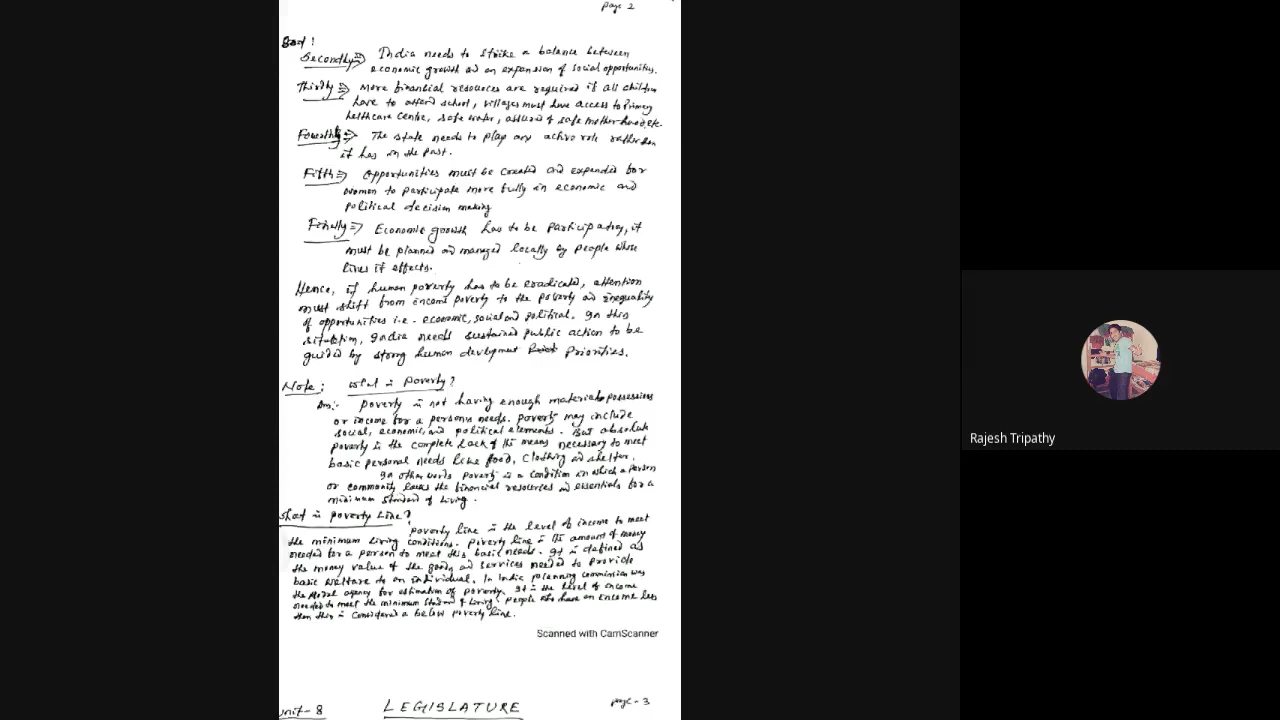 Page 2
Cont !
Secondly ⇒ India needs to strike a balance between
economic growth and an expansion of social opportunities.
Thirdly ⇒ More financial resources are required if all children
have to attend school, villages must have access to Primary
healthcare Centre, safe water, assured & safe motherhood, etc.
Fourthly ⇒ The state needs to play any active role rather than
it has in the past.
Fifth ⇒ Opportunities must be created and expanded for
women to participate more fully in economic and
political decision making
Finally ⇒ Economic growth has to be participatory, it
must be planned and managed locally by people whose
lives it effects.
Hence, if human poverty has to be eradicated, attention
must shift from income poverty to the poverty and inequality
of opportunities i.e. economic, social and political. In this
situation, India needs sustained public action to be
guided by strong human devlopment Priorities.
Note: What is Poverty?
Ans:- Poverty is not having enough material possessions
or income for a persons needs. Poverty may include
social, economic, and political elements. But absolute
poverty is the complete lack of the means necessary to meet
basic personal needs like food, Clothing and shelter.
In other words Poverty is a condition in which a person
or community lacks the financial resources and essentials for a
minimum standard of living.
What is poverty Line?
Poverty line is the level of income to meet
the minimum living conditions. Poverty line is the amount of money
needed for a person to meet this basic needs. It is defined as
the money value of the goods and services needed to provide
basic welfare to an individual. In India planning commission was
the Nodal agency for estimation of poverty. It is the level of income
needed to meet the minimum standard of living. People who have an income less
than this is Considered a below poverty line.
Scanned with CamScanner
unit-8 LEGISLATURE page - 3
Rajesh Tripathy